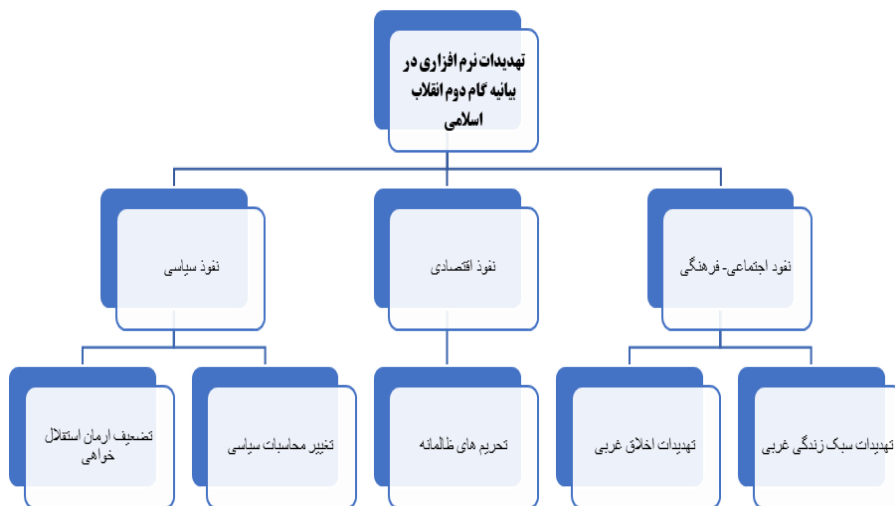 تهدیدات نرم افزاری در
بیانیه گام دوم انقلاب
اسلامی
نفود اجتماعی- فرهنگی
نفوذ اقتصادی
نفوذ سیاسی
تهدیدات سبک زندگی غربی
تهدیدات اخلاق غربی
تحریم های ظالمانه
تغییر محاسبات سیاسی
تضعیف ارمان استقلال
خواهی